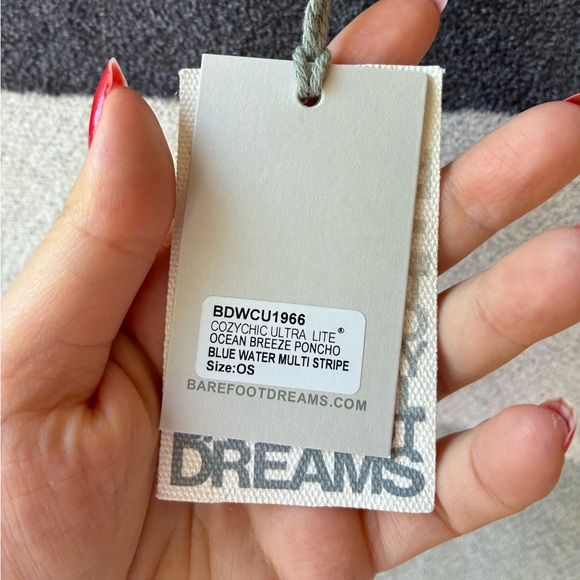 BDWCU1966
COZYCHIC ULTRA LITE®
OCEAN BREEZE PONCHO
BLUE WATER MULTI STRIPE
Size:OS
BAREFOOTDREAMS.COM
DREAMS